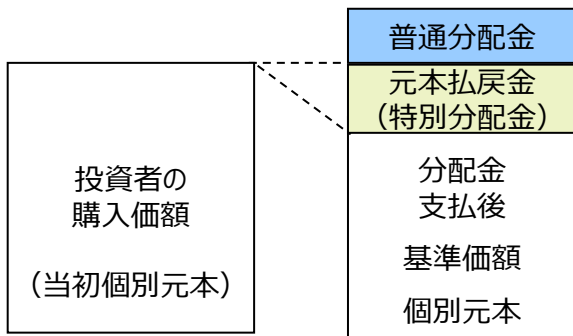 投資者の
購入価額
（当初個別元本）
普通分配金
元本払戻金
（特別分配金）
分配金
支払後
基準価額
個別元本